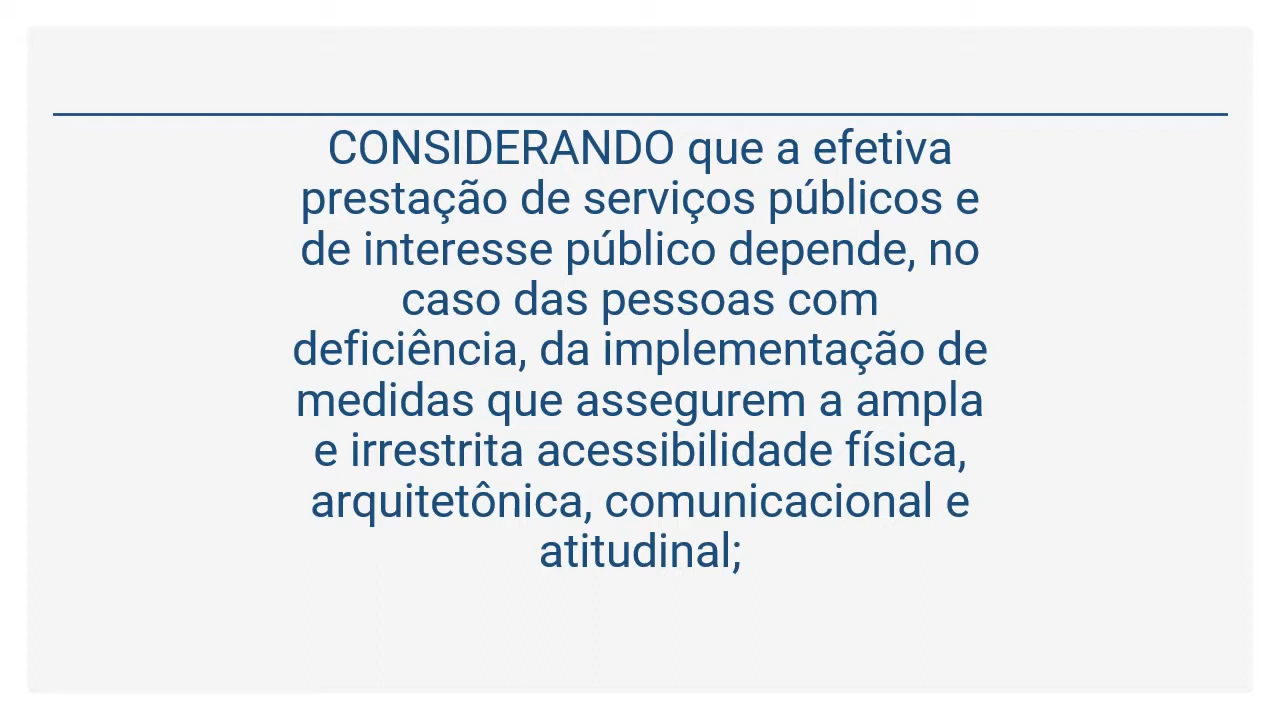 CONSIDERANDO que a efetiva
prestação de serviços públicos e
de interesse público depende, no
caso das pessoas com
deficiência, da implementação de
medidas que assegurem a ampla
e irrestrita acessibilidade física,
arquitetônica, comunicacional e
atitudinal;